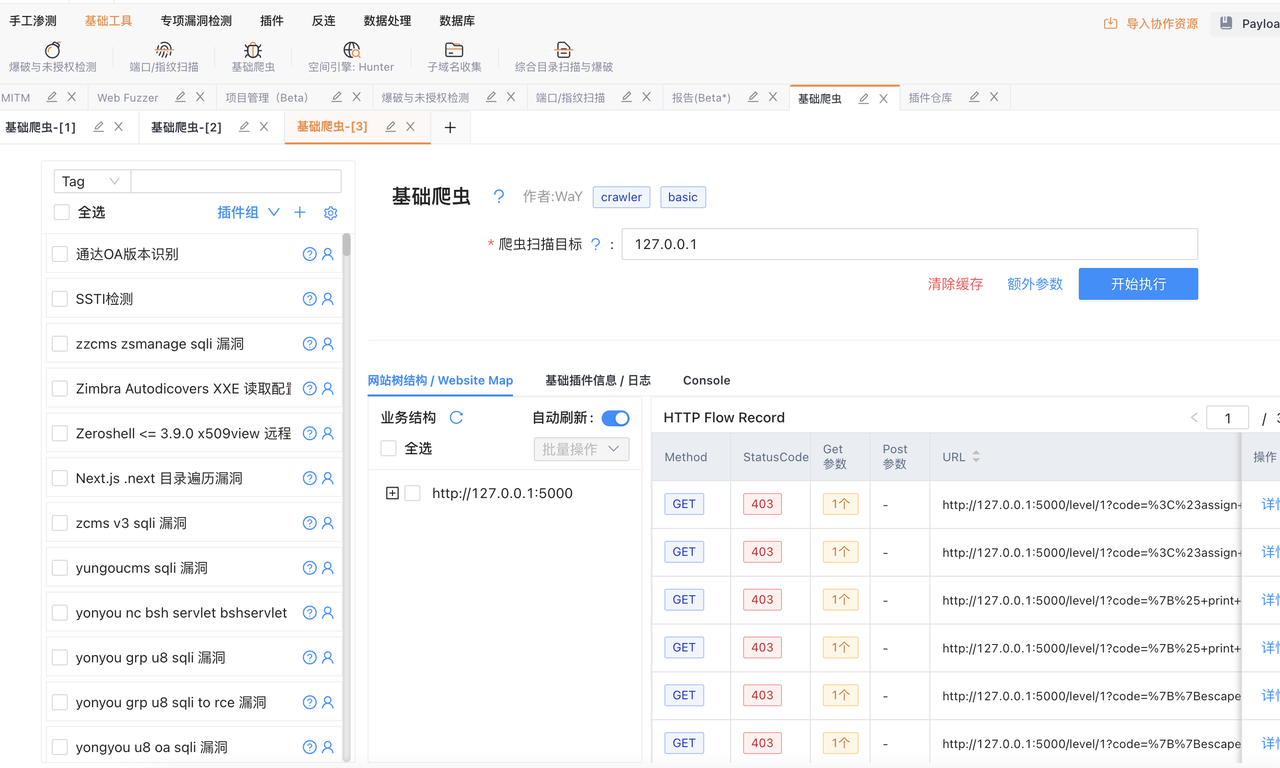 手工渗测 基础工具 专项漏洞检测 插件 反连 数据处理 数据库 导入协作资源 Payloa
爆破与未授权检测 端口/指纹扫描 基础爬虫 空间引擎: Hunter 子域名收集 综合目录扫描与爆破
MITM Web Fuzzer 项目管理（Beta） 爆破与未授权检测 端口/指纹扫描 报告(Beta*) 基础爬虫 插件仓库
基础爬虫-[1] 基础爬虫-[2] 基础爬虫-[3] +
Tag
全选 插件组
通达OA版本识别
SSTI检测
zzcms zsmanage sqli 漏洞
Zimbra Autodicovers XXE 读取配置
Zeroshell <= 3.9.0 x509view 远程
Next.js .next 目录遍历漏洞
zcms v3 sqli 漏洞
yungoucms sqli 漏洞
yonyou nc bsh servlet bshservlet
yonyou grp u8 sqli 漏洞
yonyou grp u8 sqli to rce 漏洞
yongyou u8 oa sqli 漏洞
基础爬虫 ? 作者:WaY crawler basic
* 爬虫扫描目标 ? : 127.0.0.1
清除缓存 额外参数 开始执行
网站树结构 / Website Map 基础插件信息 / 日志 Console
业务结构 自动刷新:
全选 批量操作
http://127.0.0.1:5000
HTTP Flow Record < 1 / 3
Method StatusCode Get 参数 Post 参数 URL 操作
GET 403 1个 - http://127.0.0.1:5000/level/1?code=%3C%23assign+ 详情
GET 403 1个 - http://127.0.0.1:5000/level/1?code=%3C%23assign+ 详情
GET 403 1个 - http://127.0.0.1:5000/level/1?code=%7B%25+print+ 详情
GET 403 1个 - http://127.0.0.1:5000/level/1?code=%7B%25+print+ 详情
GET 403 1个 - http://127.0.0.1:5000/level/1?code=%7B%7Bescape 详情
GET 403 1个 - http://127.0.0.1:5000/level/1?code=%7B%7Bescape 详情